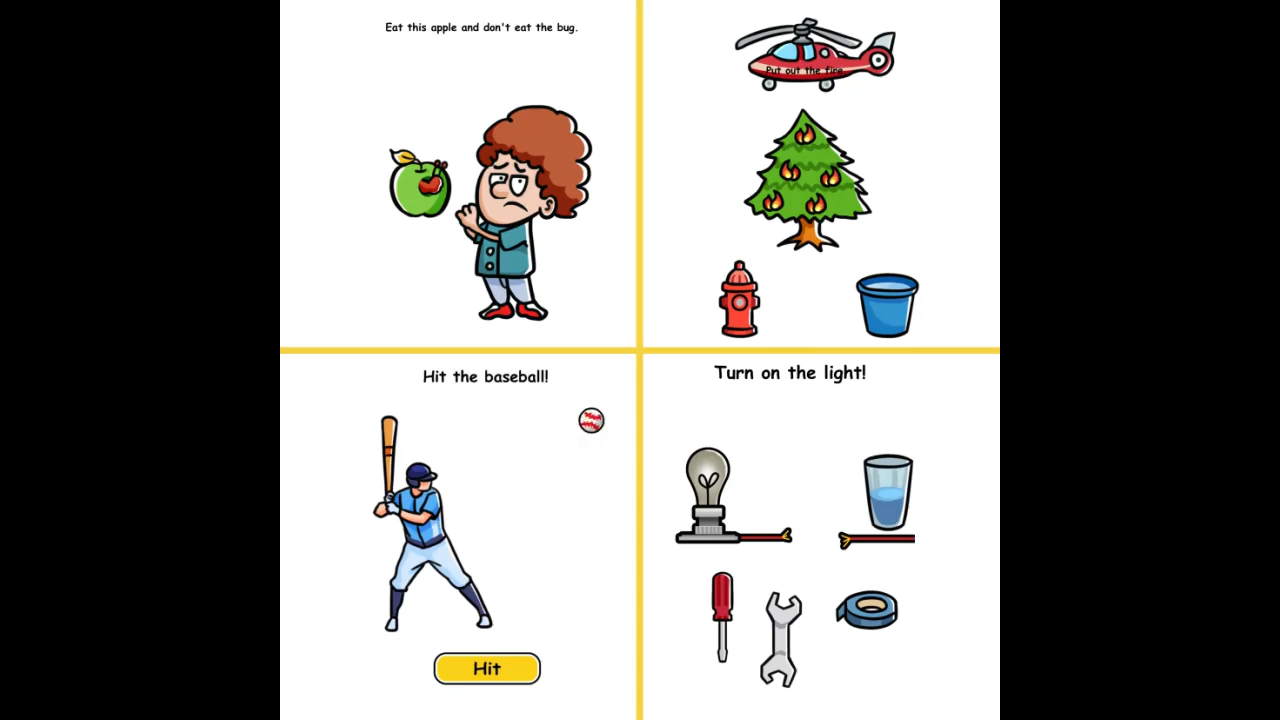 Eat this apple and don't eat the bug.
Put out the fire
Hit the baseball!
Turn on the light!
Hit